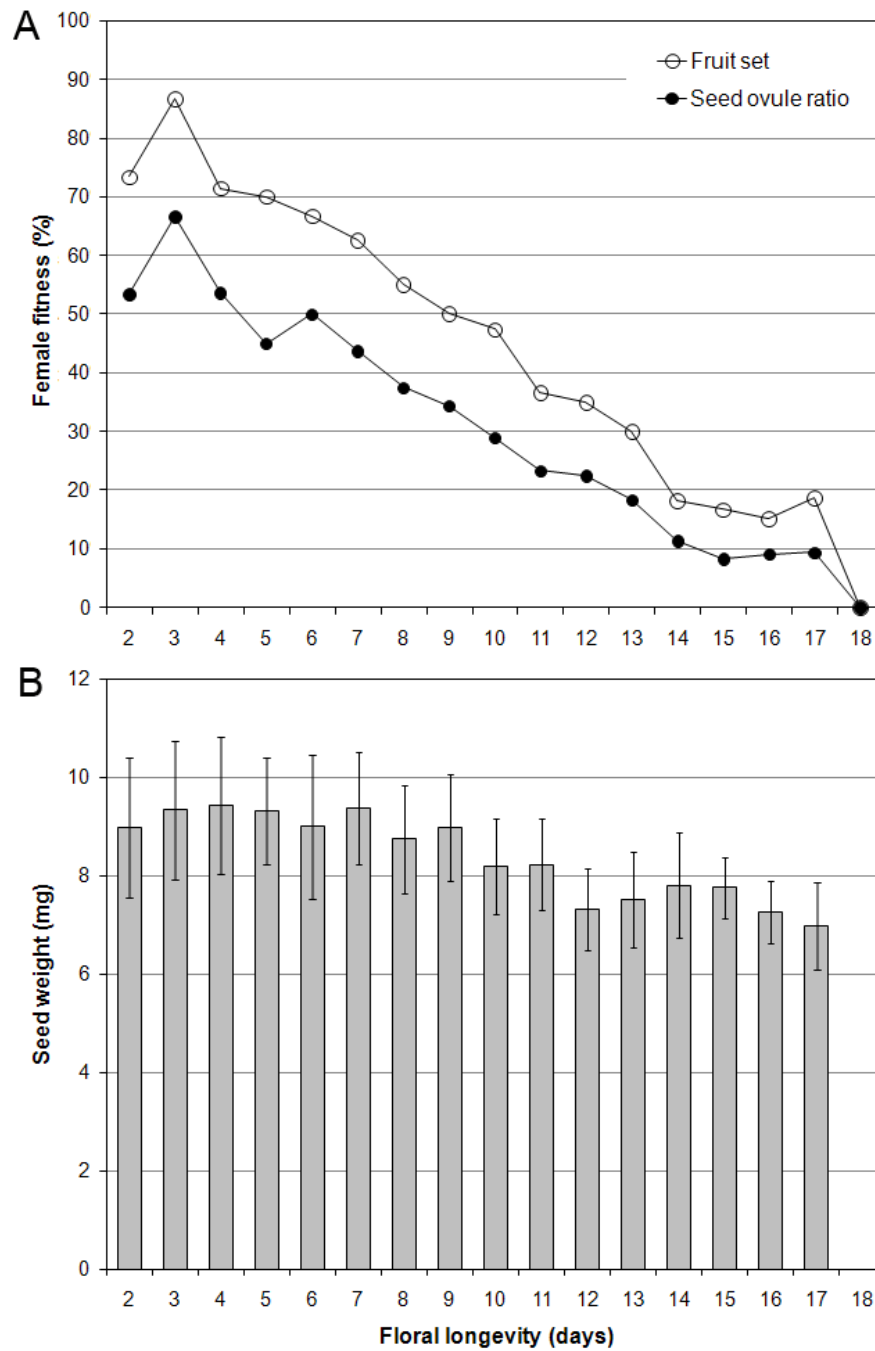 A
Fruit set
Seed ovule ratio
Female fitness (%)
100
90
80
70
60
50
40
30
20
10
0
2 3 4 5 6 7 8 9 10 11 12 13 14 15 16 17 18
B
Seed weight (mg)
12
10
8
6
4
2
0
2 3 4 5 6 7 8 9 10 11 12 13 14 15 16 17 18
Floral longevity (days)